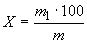 X = m₁ · 100 / m